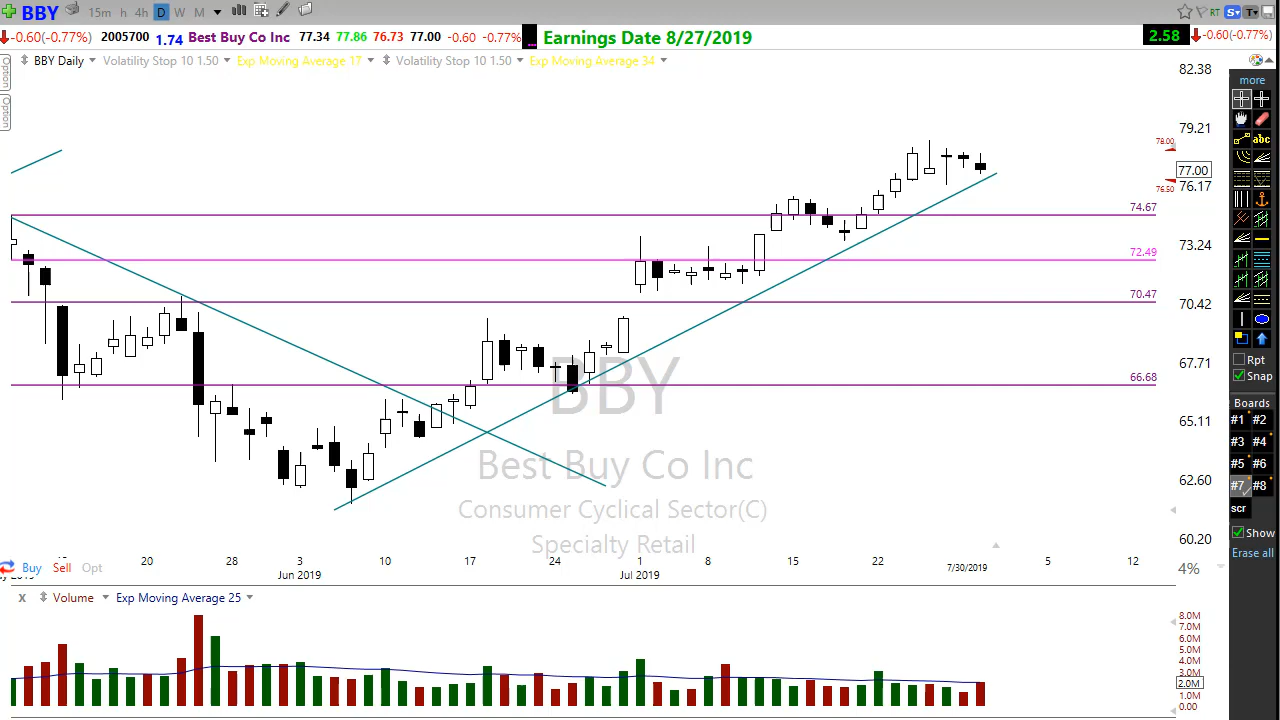 BBY 15m h 4h D W M RT S T
-0.60(-0.77%) 2005700 1.74 Best Buy Co Inc 77.34 77.86 76.73 77.00 -0.60 -0.77% Earnings Date 8/27/2019 2.58 -0.60(-0.77%)
Option
Option
BBY Daily Volatility Stop 10 1.50 Exp Moving Average 17 Volatility Stop 10 1.50 Exp Moving Average 34
82.38
79.21
78.00
77.00
76.17
76.50
74.67
73.24
72.49
70.47
70.42
67.71
66.68
65.11
62.60
60.20
BBY
Best Buy Co Inc
Consumer Cyclical Sector(C)
Specialty Retail
20 28 3 10 17 24 1 8 15 22 7/30/2019 5 12
Jun 2019 Jul 2019
Buy Sell Opt
4%
X Volume Exp Moving Average 25
8.0M
7.0M
6.0M
5.0M
4.0M
3.0M
2.0M
1.0M
0.00
more
abc
Rpt
Snap
Boards
#1 #2
#3 #4
#5 #6
#7 #8
scr
Show
Erase all